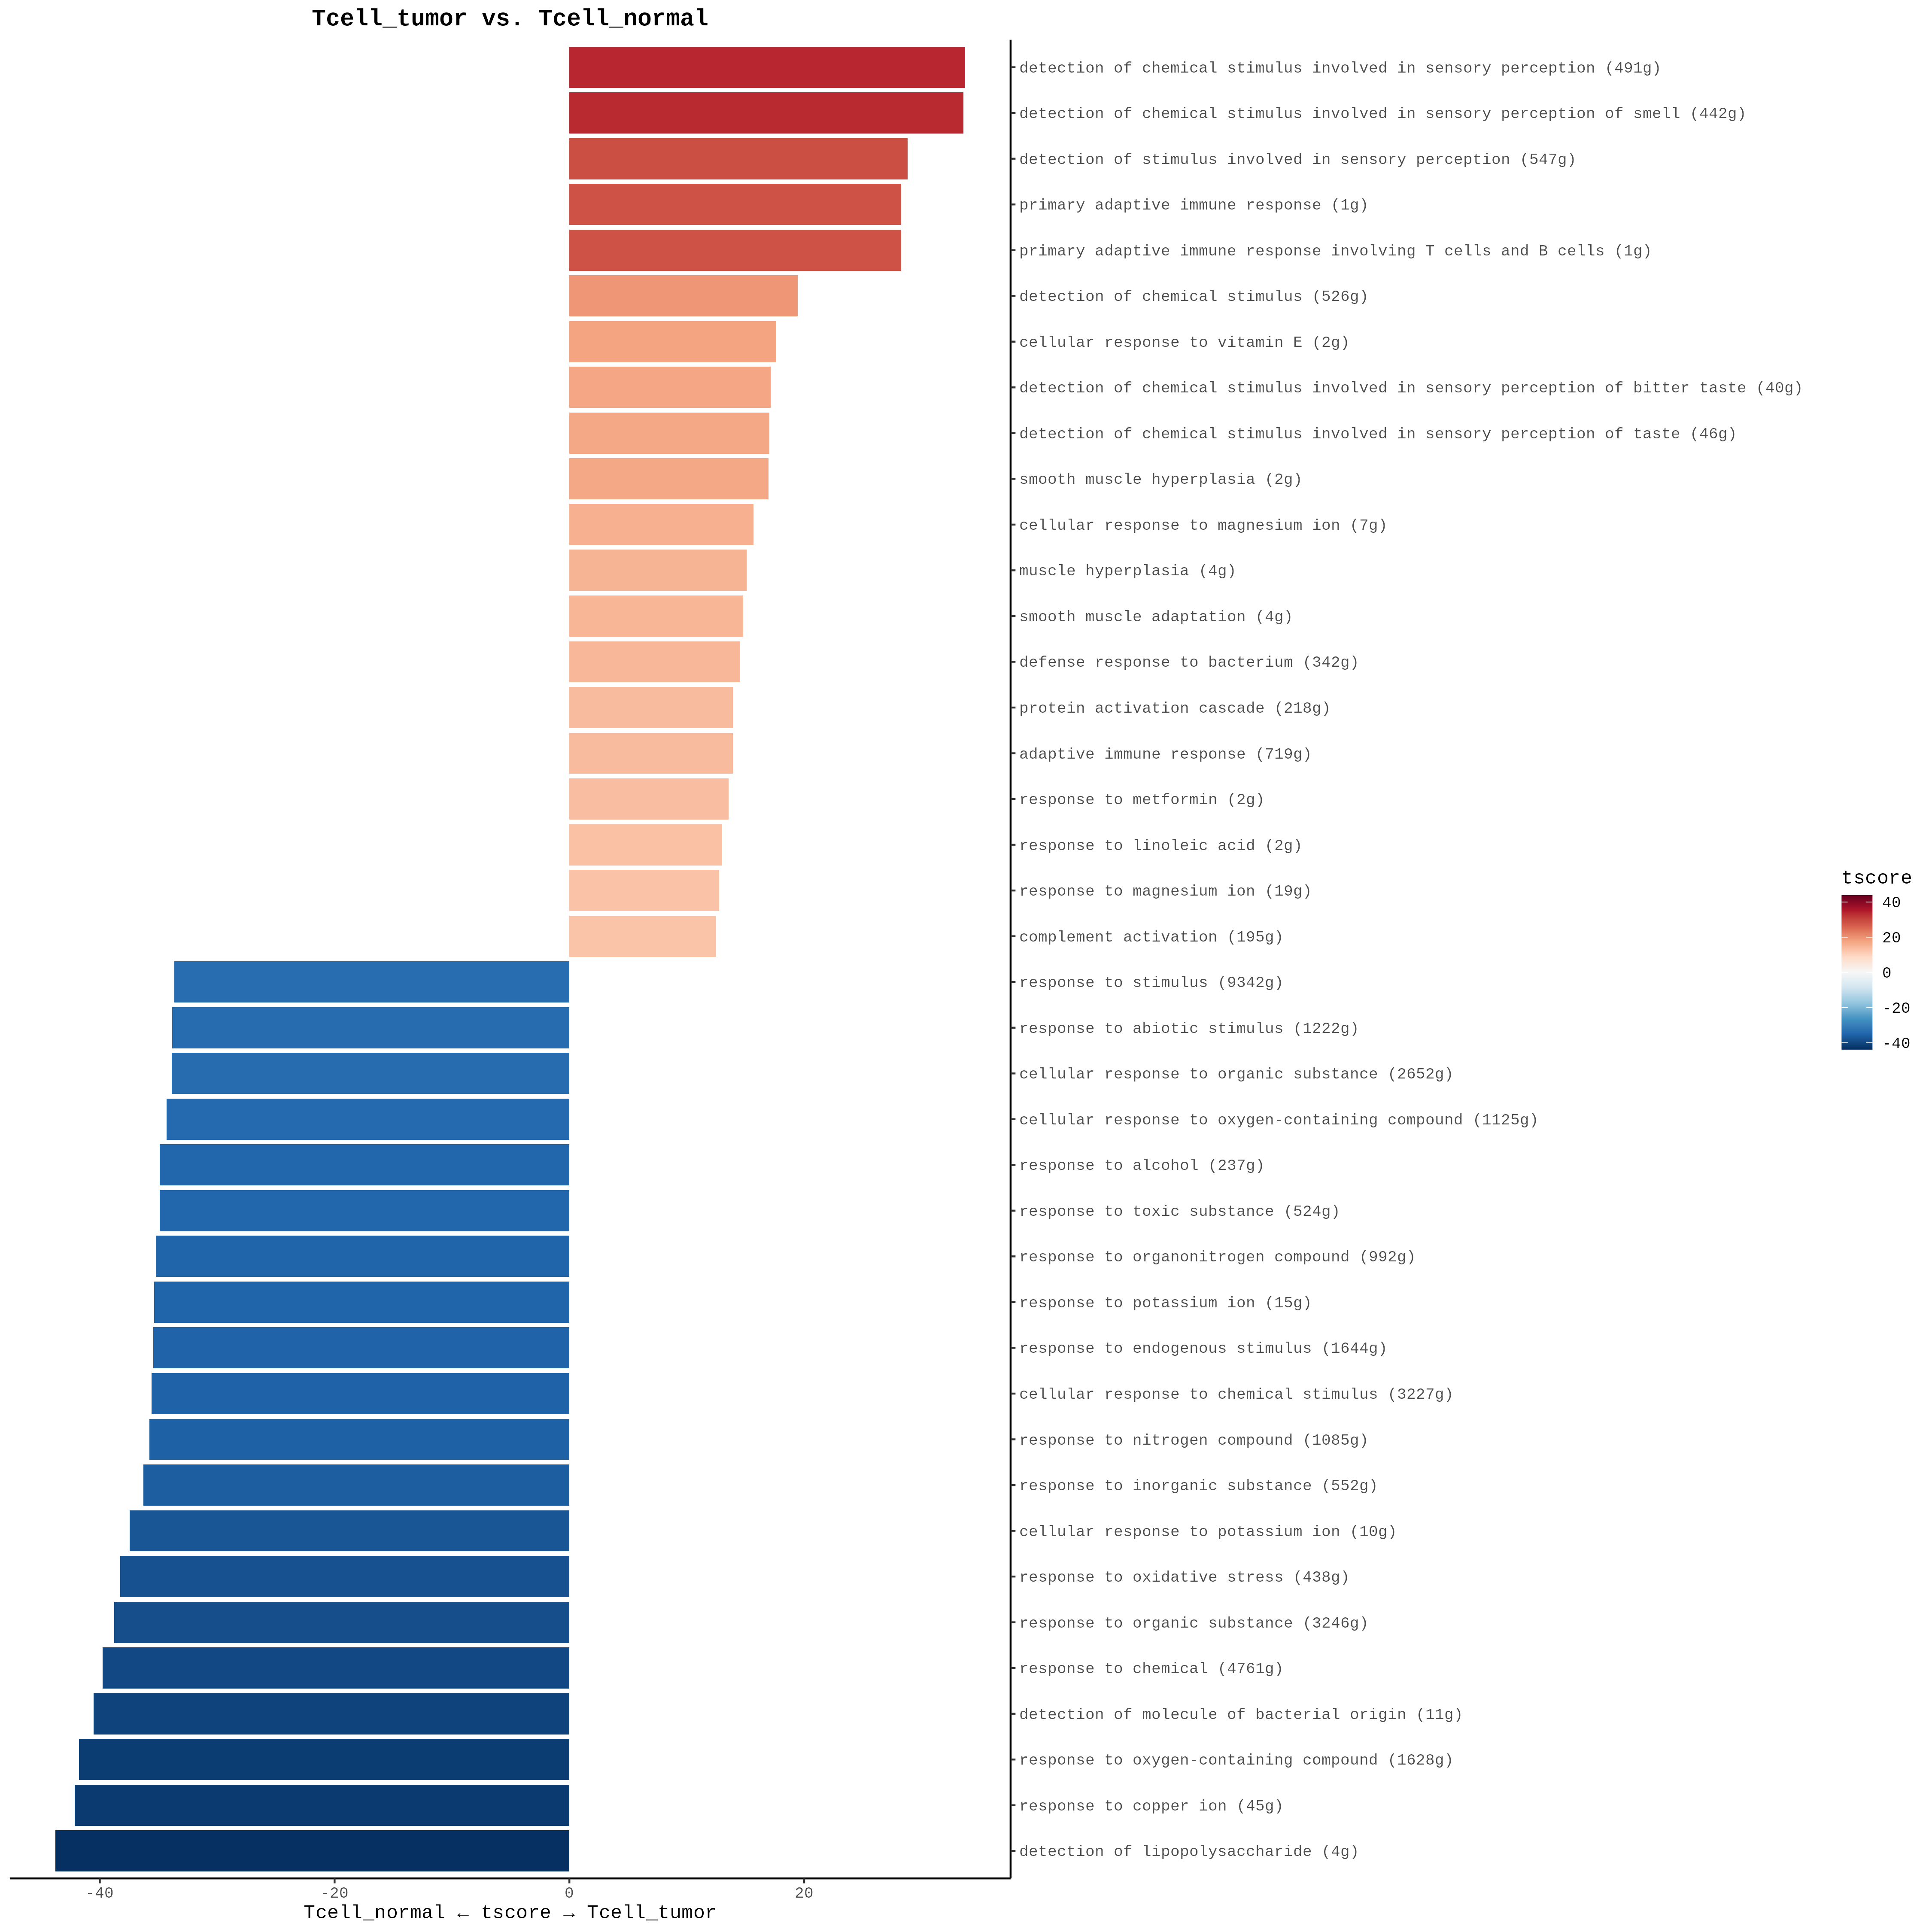 Tcell_tumor vs. Tcell_normal
detection of chemical stimulus involved in sensory perception (491g)
detection of chemical stimulus involved in sensory perception of smell (442g)
detection of stimulus involved in sensory perception (547g)
primary adaptive immune response (1g)
primary adaptive immune response involving T cells and B cells (1g)
detection of chemical stimulus (526g)
cellular response to vitamin E (2g)
detection of chemical stimulus involved in sensory perception of bitter taste (40g)
detection of chemical stimulus involved in sensory perception of taste (46g)
smooth muscle hyperplasia (2g)
cellular response to magnesium ion (7g)
muscle hyperplasia (4g)
smooth muscle adaptation (4g)
defense response to bacterium (342g)
protein activation cascade (218g)
adaptive immune response (719g)
response to metformin (2g)
response to linoleic acid (2g)
response to magnesium ion (19g)
complement activation (195g)
response to stimulus (9342g)
response to abiotic stimulus (1222g)
cellular response to organic substance (2652g)
cellular response to oxygen-containing compound (1125g)
response to alcohol (237g)
response to toxic substance (524g)
response to organonitrogen compound (992g)
response to potassium ion (15g)
response to endogenous stimulus (1644g)
cellular response to chemical stimulus (3227g)
response to nitrogen compound (1085g)
response to inorganic substance (552g)
cellular response to potassium ion (10g)
response to oxidative stress (438g)
response to organic substance (3246g)
response to chemical (4761g)
detection of molecule of bacterial origin (11g)
response to oxygen-containing compound (1628g)
response to copper ion (45g)
detection of lipopolysaccharide (4g)
-40 -20 0 20
Tcell_normal ← tscore → Tcell_tumor
tscore
40
20
0
-20
-40